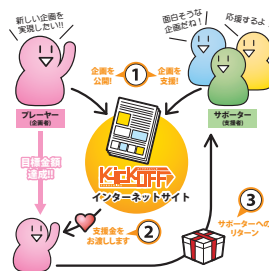 新しい企画を
実現したい!!
面白そうな
企画だね!
応援するよ!
企画を
公開!
1
企画を
支援!
プレーヤー
(企画者)
サポーター
(支援者)
KickOFF
インターネットサイト
目標金額
達成!!
支援金を
お渡しします
2
3
サポーターへの
リターン